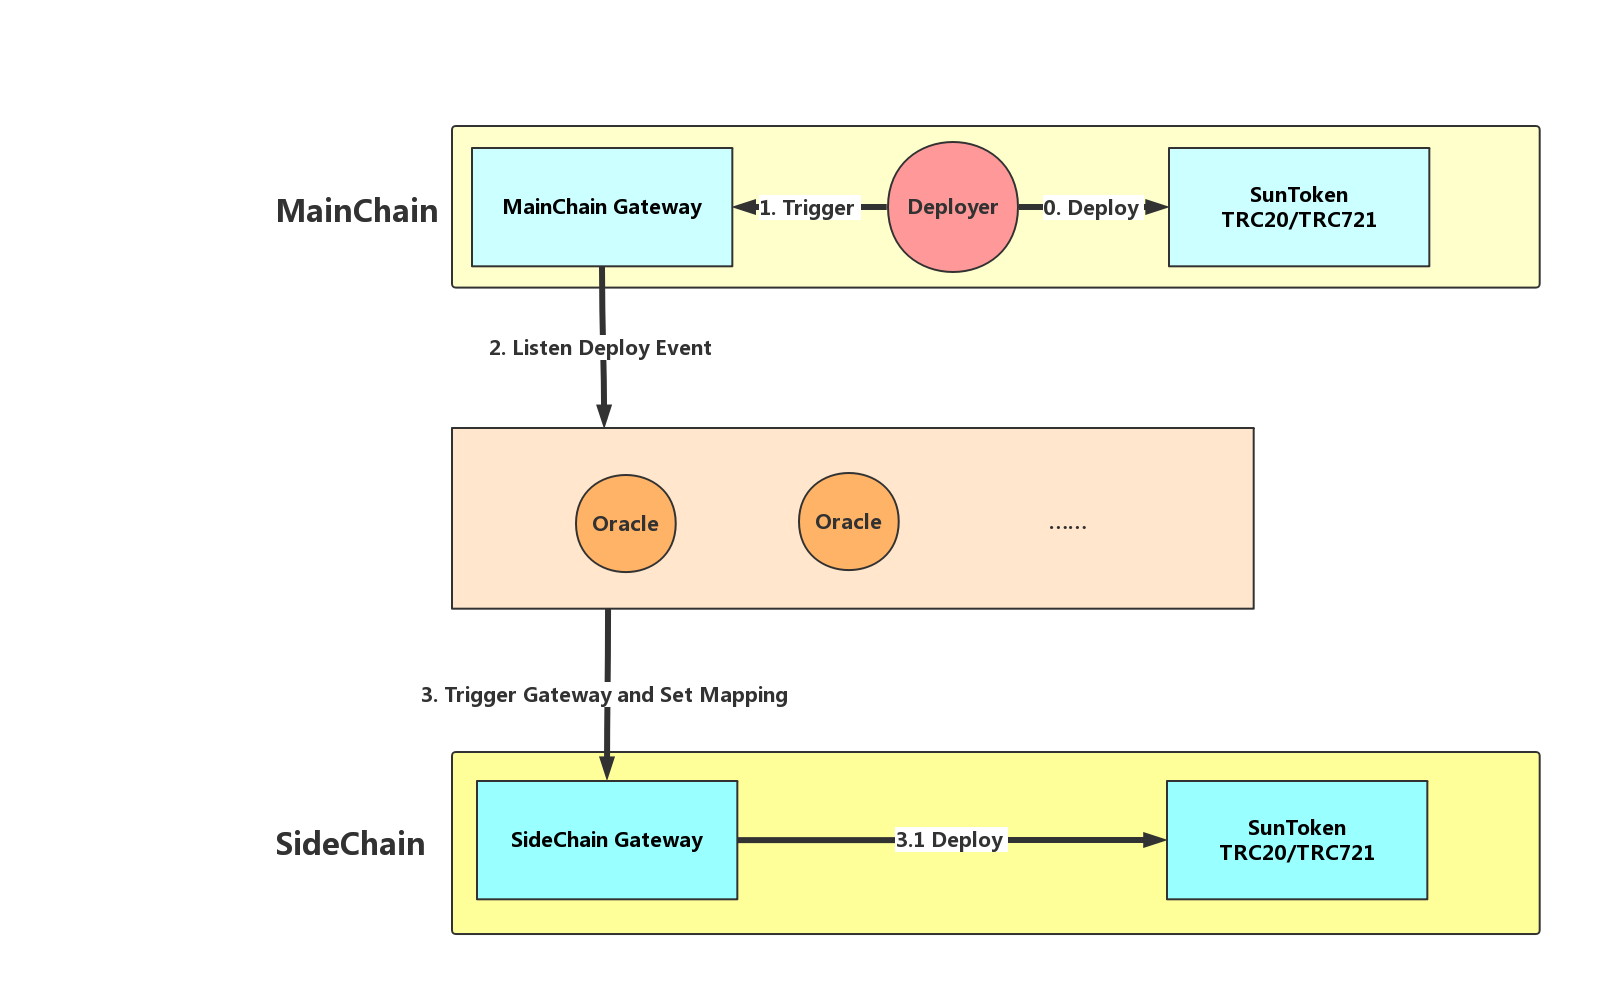 MainChain
MainChain Gateway
1. Trigger
Deployer
0. Deploy
SunToken
TRC20/TRC721
2. Listen Deploy Event
Oracle
Oracle
......
3. Trigger Gateway and Set Mapping
SideChain
SideChain Gateway
3.1 Deploy
SunToken
TRC20/TRC721